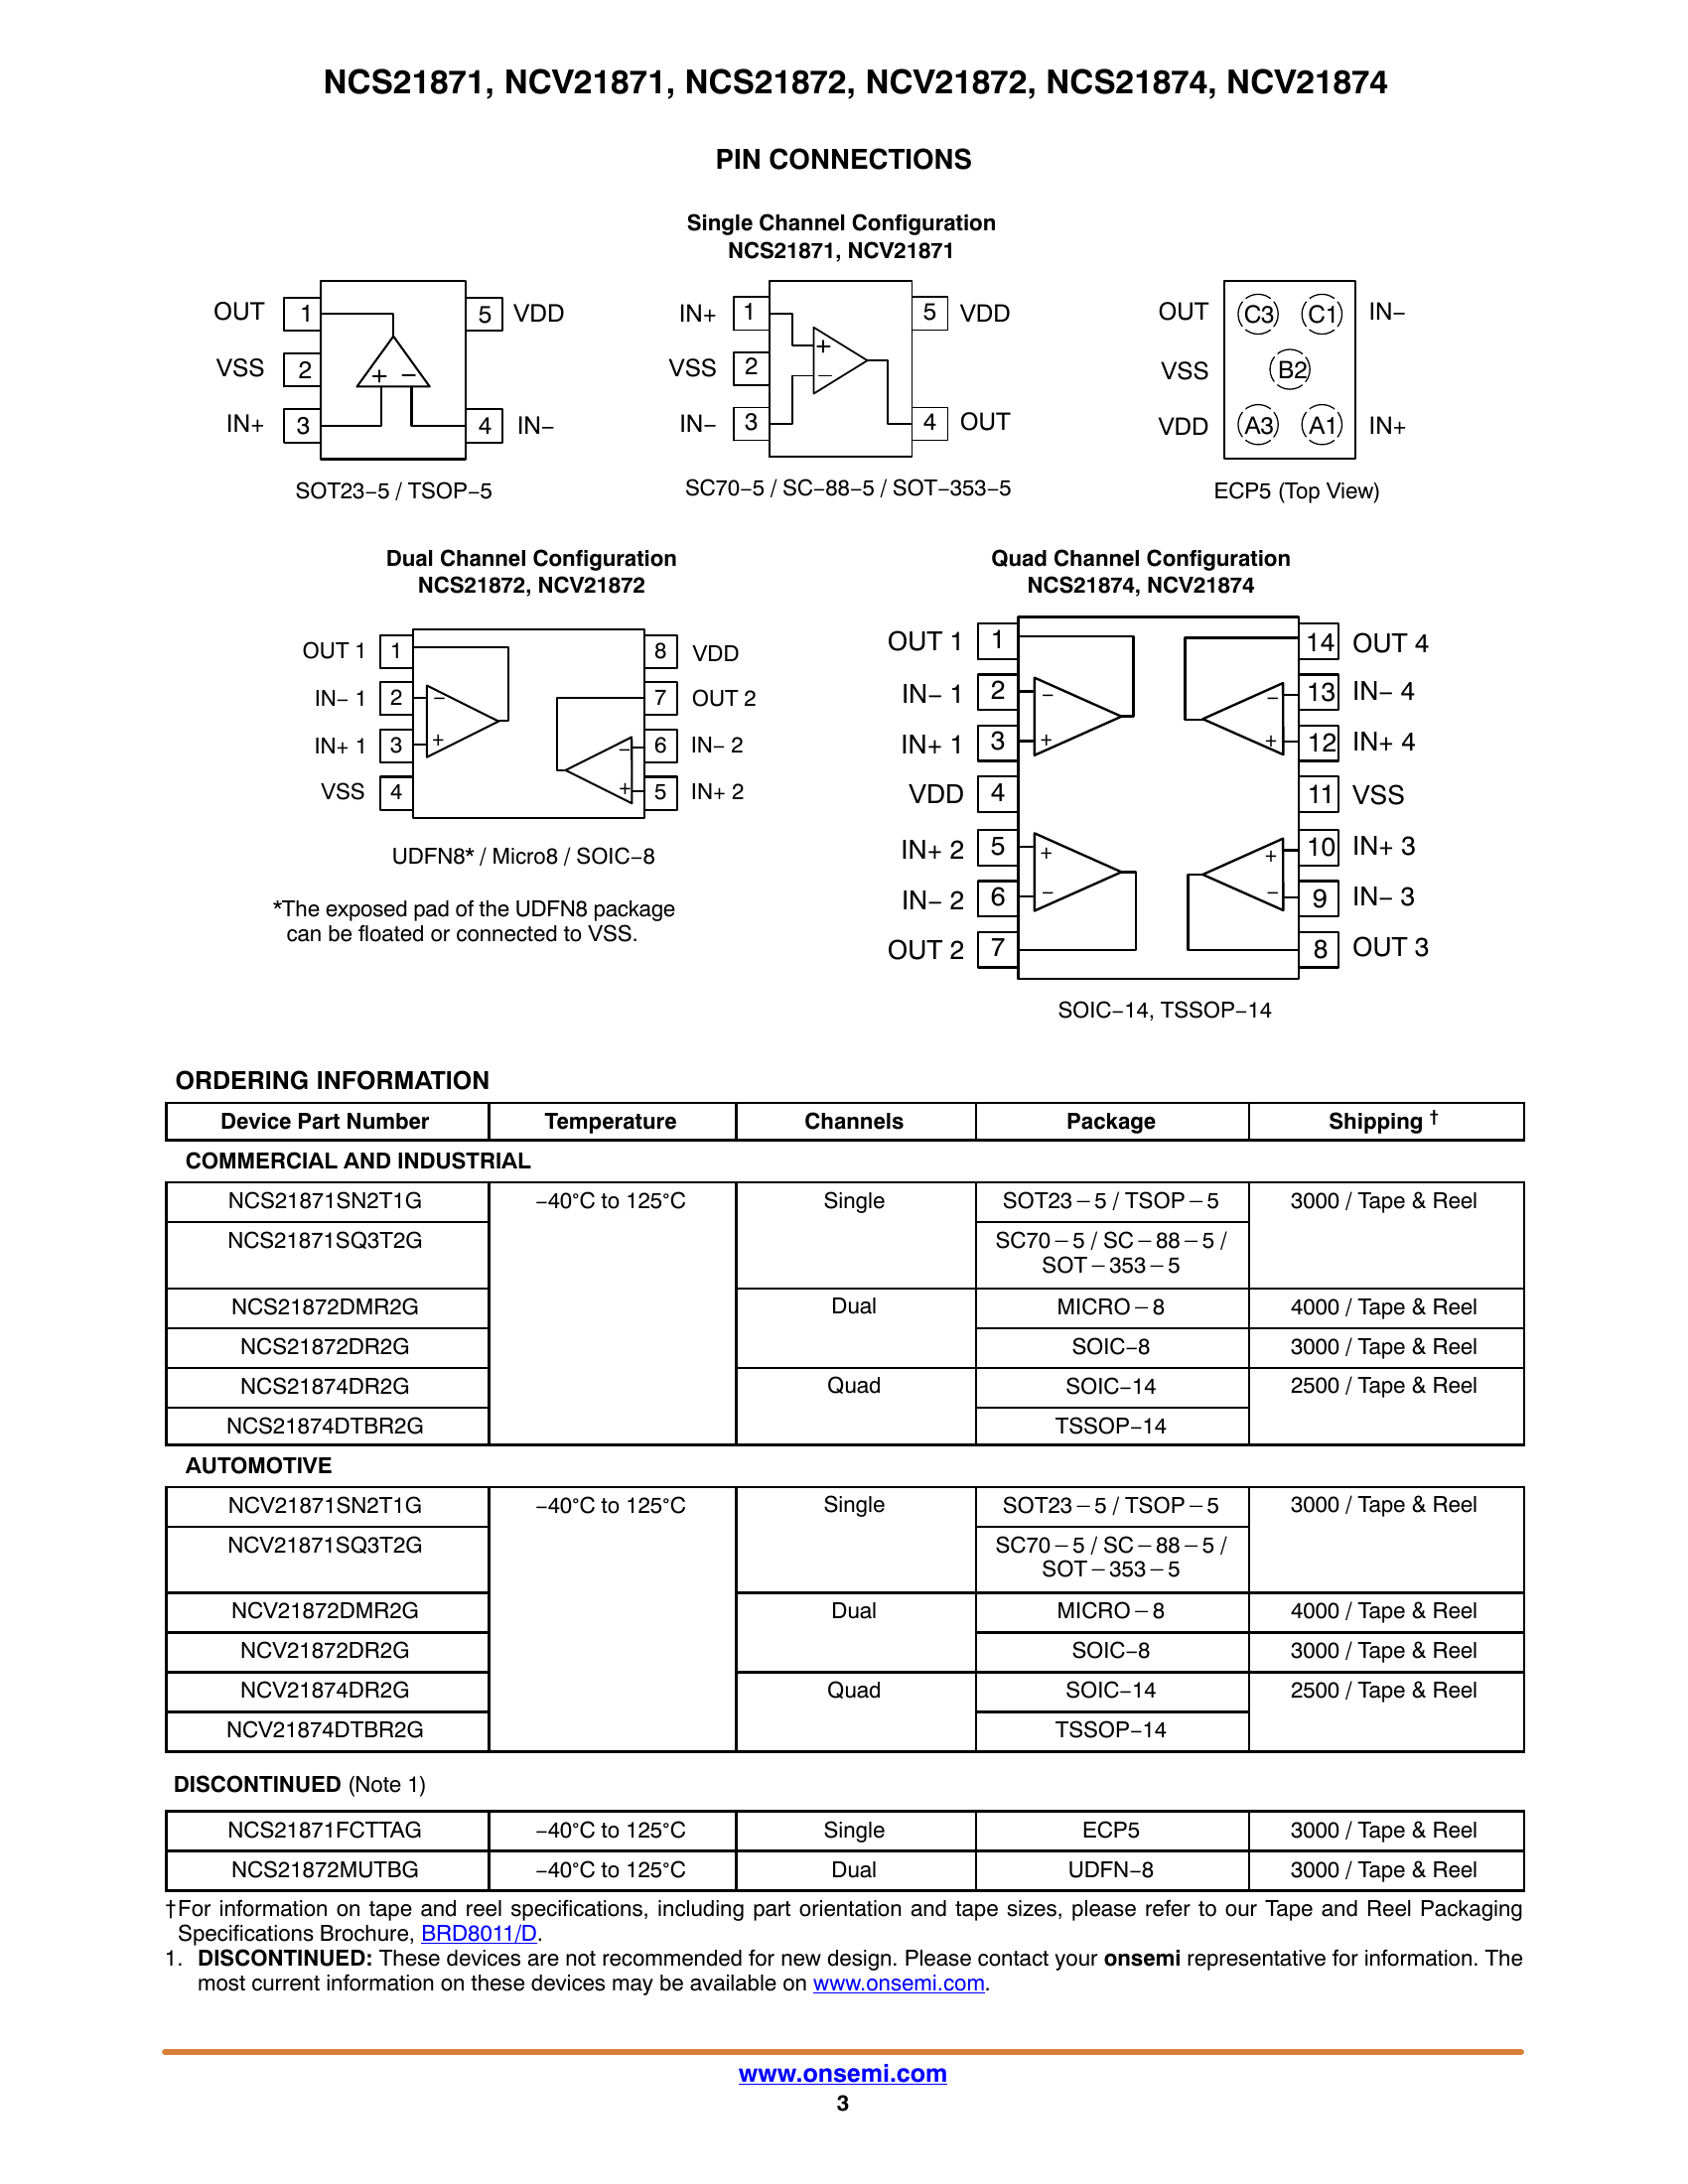 NCS21871, NCV21871, NCS21872, NCV21872, NCS21874, NCV21874
PIN CONNECTIONS
Single Channel Configuration
NCS21871, NCV21871
OUT 1 5 VDD
VSS 2
IN+ 3 4 IN−
+ −
SOT23−5 / TSOP−5
IN+ 1 5 VDD
VSS 2
IN− 3 4 OUT
+
−
SC70−5 / SC−88−5 / SOT−353−5
OUT C3 C1 IN−
VSS B2
VDD A3 A1 IN+
ECP5 (Top View)
Dual Channel Configuration
NCS21872, NCV21872
OUT 1 1 8 VDD
IN− 1 2 − 7 OUT 2
IN+ 1 3 + − 6 IN− 2
VSS 4 + 5 IN+ 2
UDFN8* / Micro8 / SOIC−8
*The exposed pad of the UDFN8 package
can be floated or connected to VSS.
Quad Channel Configuration
NCS21874, NCV21874
OUT 1 1 14 OUT 4
IN− 1 2 − − 13 IN− 4
IN+ 1 3 + + 12 IN+ 4
VDD 4 11 VSS
IN+ 2 5 + + 10 IN+ 3
IN− 2 6 − − 9 IN− 3
OUT 2 7 8 OUT 3
SOIC−14, TSSOP−14
ORDERING INFORMATION
Device Part Number Temperature Channels Package Shipping †
COMMERCIAL AND INDUSTRIAL
NCS21871SN2T1G −40°C to 125°C Single SOT23−5 / TSOP−5 3000 / Tape & Reel
NCS21871SQ3T2G SC70−5 / SC−88−5 /
SOT−353−5
NCS21872DMR2G Dual MICRO−8 4000 / Tape & Reel
NCS21872DR2G SOIC−8 3000 / Tape & Reel
NCS21874DR2G Quad SOIC−14 2500 / Tape & Reel
NCS21874DTBR2G TSSOP−14
AUTOMOTIVE
NCV21871SN2T1G −40°C to 125°C Single SOT23−5 / TSOP−5 3000 / Tape & Reel
NCV21871SQ3T2G SC70−5 / SC−88−5 /
SOT−353−5
NCV21872DMR2G Dual MICRO−8 4000 / Tape & Reel
NCV21872DR2G SOIC−8 3000 / Tape & Reel
NCV21874DR2G Quad SOIC−14 2500 / Tape & Reel
NCV21874DTBR2G TSSOP−14
DISCONTINUED (Note 1)
NCS21871FCTTAG −40°C to 125°C Single ECP5 3000 / Tape & Reel
NCS21872MUTBG −40°C to 125°C Dual UDFN−8 3000 / Tape & Reel
†For information on tape and reel specifications, including part orientation and tape sizes, please refer to our Tape and Reel Packaging
Specifications Brochure, BRD8011/D.
1. DISCONTINUED: These devices are not recommended for new design. Please contact your onsemi representative for information. The
most current information on these devices may be available on www.onsemi.com.
www.onsemi.com
3